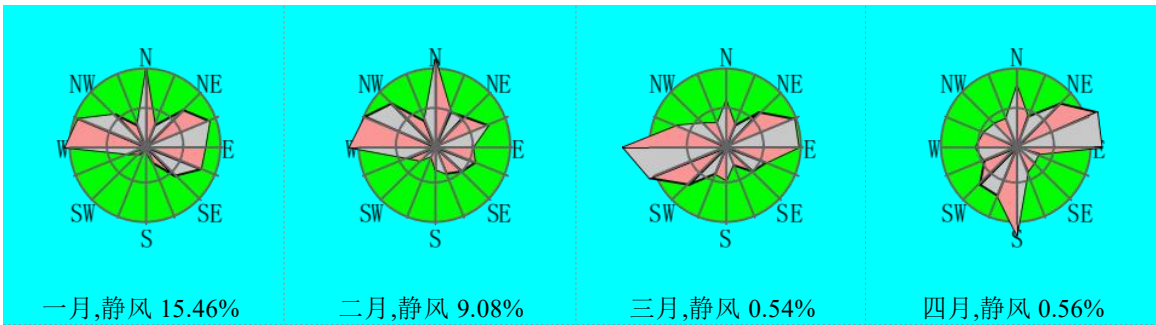 N
NW NE
W E
SW SE
S
一月,静风 15.46%
N
NW NE
W E
SW SE
S
二月,静风 9.08%
N
NW NE
W E
SW SE
S
三月,静风 0.54%
N
NW NE
W E
SW SE
S
四月,静风 0.56%